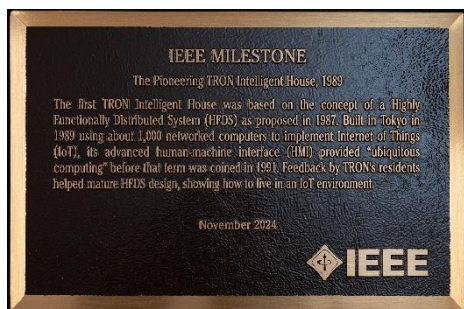 IEEE MILESTONE
The Pioneering TRON Intelligent House, 1989
The first TRON Intelligent House was based on the concept of a Highly
Functionally Distributed System (HFDS) as proposed in 1987. Built in Tokyo in
1989 using about 1,000 networked computers to implement Internet of Things
(IoT), its advanced human-machine interface (HMI) provided "ubiquitous
computing" before that term was coined in 1991. Feedback by TRON's residents
helped mature HFDS design, showing how to live in an IoT environment.
November 2024
IEEE